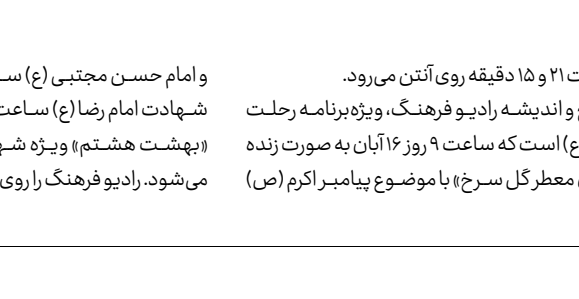 ۲۱ و ۱۵ دقیقه روی آنتن می‌رود.
و اندیشه رادیو فرهنگ، ویژه‌برنامه رحلت
(ع) است که ساعت ۹ روز ۱۶ آبان به صورت زنده
معطر گل سرخ» با موضوع پیامبر اکرم (ص)
و امام حسن مجتبی (ع)
شهادت امام رضا (ع) ساعت
«بهشت هشتم» ویژه
می‌شود. رادیو فرهنگ را روی